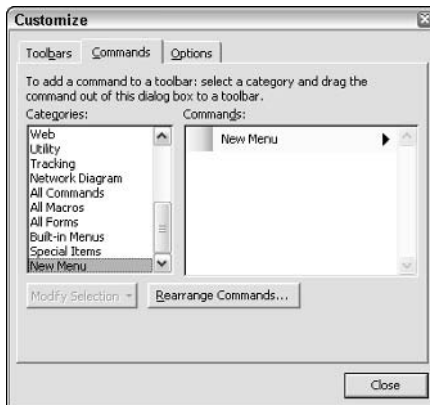 Customize
Toolbars Commands Options
To add a command to a toolbar: select a category and drag the
command out of this dialog box to a toolbar.
Categories: Commands:
Web
Utility
Tracking
Network Diagram
All Commands
All Macros
All Forms
Built-in Menus
Special Items
New Menu
New Menu
Modify Selection Rearrange Commands...
Close